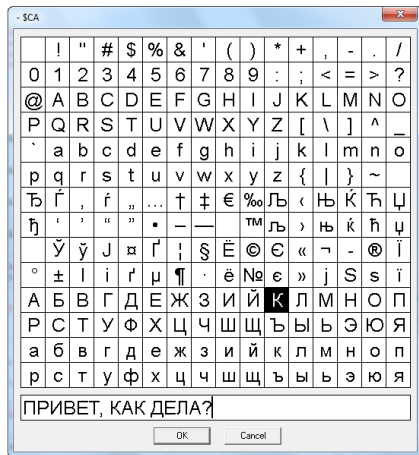 - $CA
! " # $ % & ' ( ) * + , - . /
0 1 2 3 4 5 6 7 8 9 : ; < = > ?
@ A B C D E F G H I J K L M N O
P Q R S T U V W X Y Z [ \ ] ^ _
` a b c d e f g h i j k l m n o
p q r s t u v w x y z { | } ~
Ђ Ѓ ‚ ѓ „ … † ‡ € ‰ Љ ‹ Њ Ќ Ћ Џ
ђ ‘ ’ “ ” • – — ™ љ › њ ќ ћ џ
Ў ў Ј ¤ Ґ ¦ § Ё © Є « ¬ - ® Ї
° ± І і ґ µ ¶ · ё № є » ј Ѕ ѕ ї
А Б В Г Д Е Ж З И Й К Л М Н О П
Р С Т У Ф Х Ц Ч Ш Щ Ъ Ы Ь Э Ю Я
а б в г д е ж з и й к л м н о п
р с т у ф х ц ч ш щ ъ ы ь э ю я
ПРИВЕТ, КАК ДЕЛА?
OK Cancel